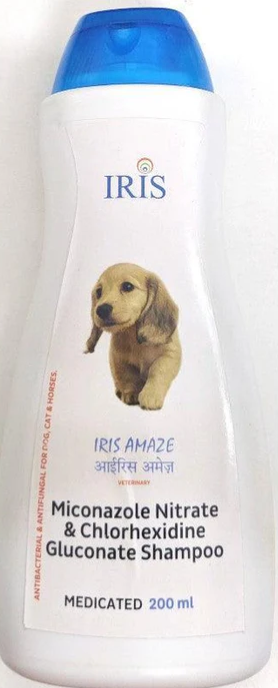 IRIS
IRIS AMAZE
आईरिस अमेज़
VETERINARY
Miconazole Nitrate
& Chlorhexidine
Gluconate Shampoo
MEDICATED 200 ml
ANTIBACTERIAL & ANTIFUNGAL FOR DOG, CAT & HORSES.